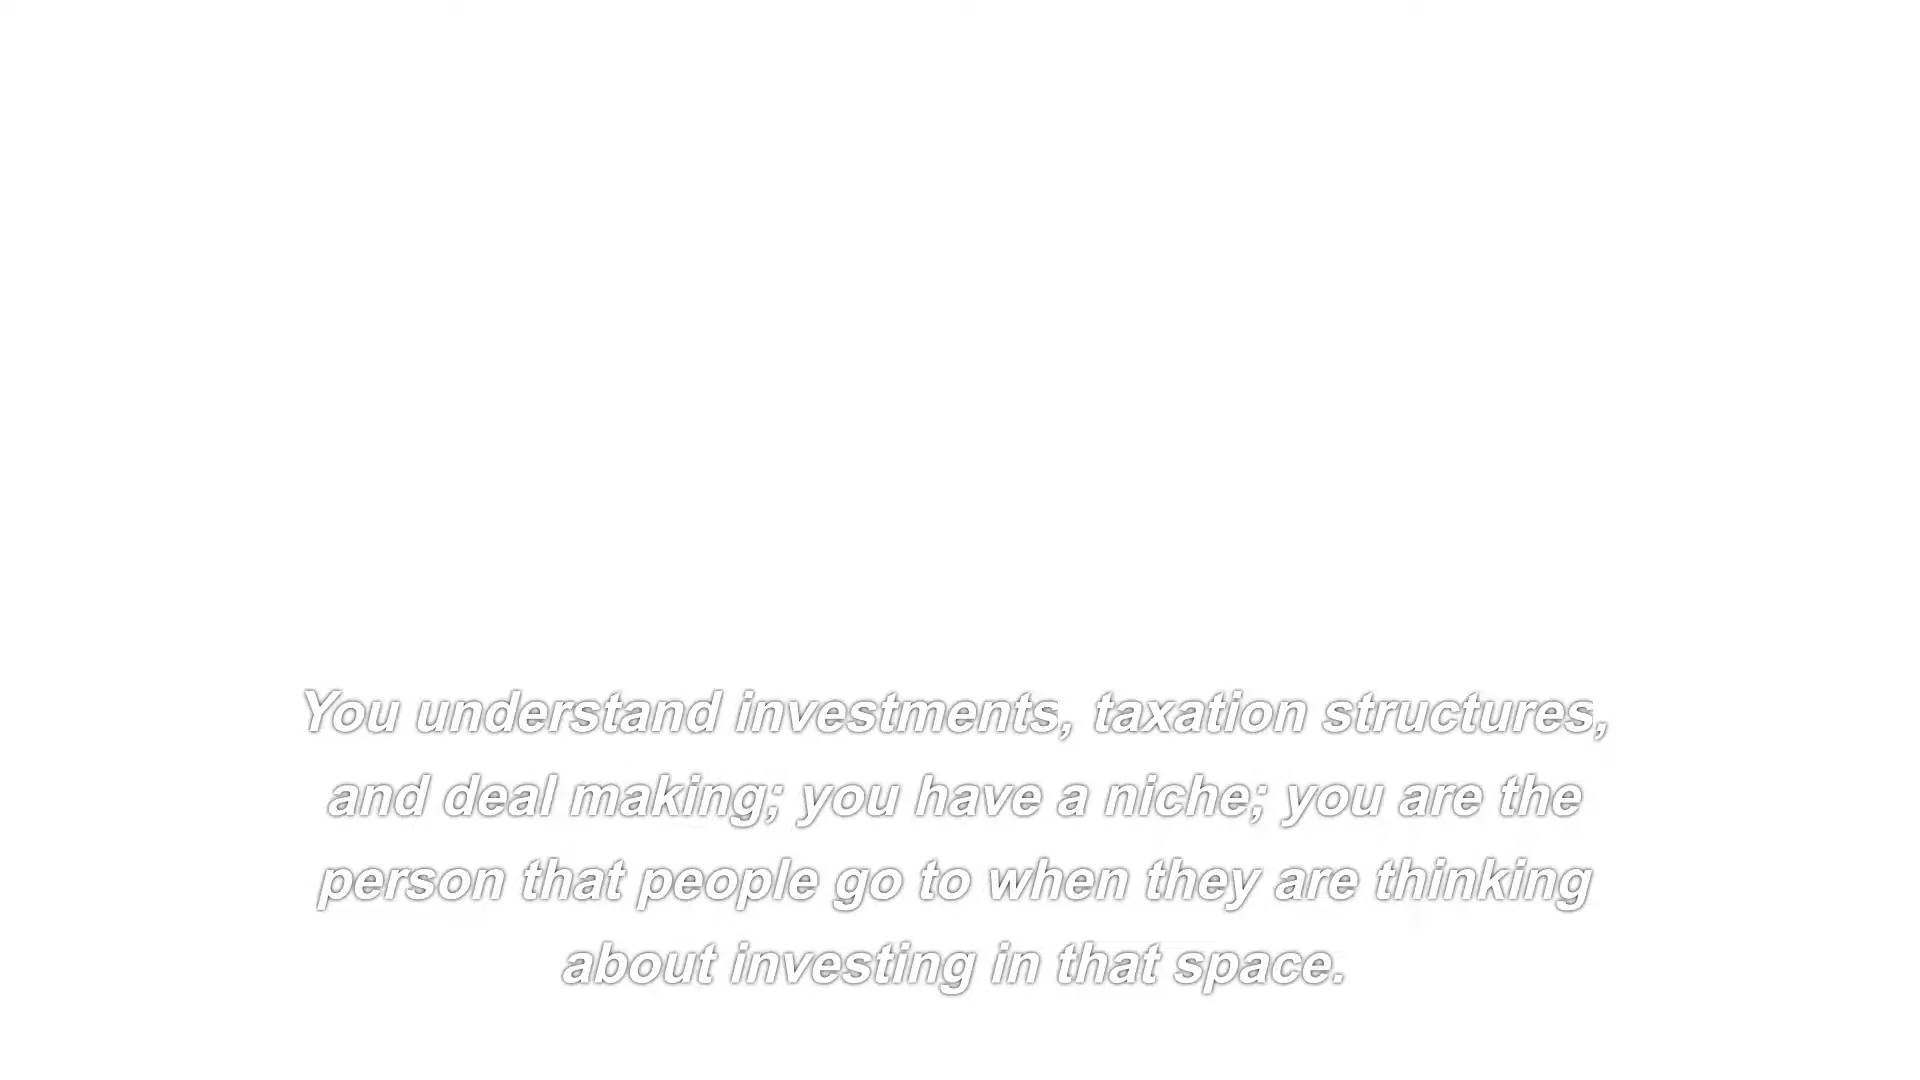 You understand investments, taxation structures,
and deal making; you have a niche; you are the
person that people go to when they are thinking
about investing in that space.